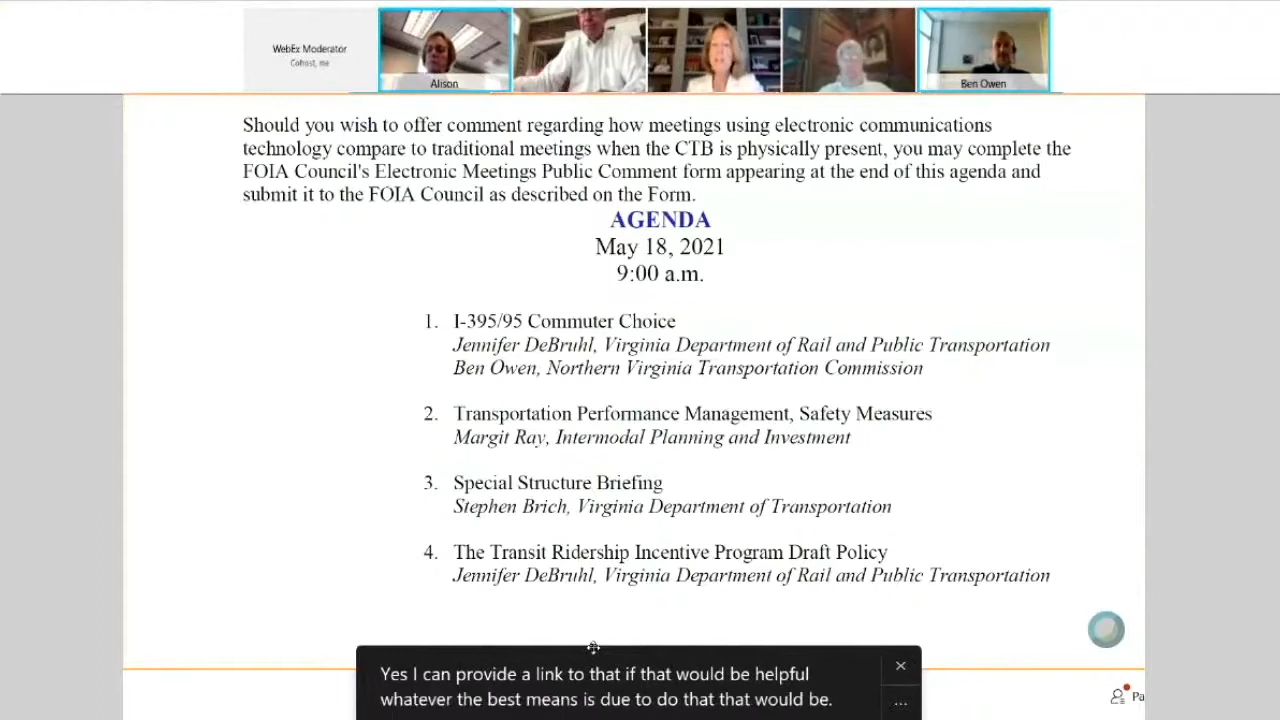 WebEx Moderator
Cohost, me
Alison
Ben Owen
Should you wish to offer comment regarding how meetings using electronic communications
technology compare to traditional meetings when the CTB is physically present, you may complete the
FOIA Council's Electronic Meetings Public Comment form appearing at the end of this agenda and
submit it to the FOIA Council as described on the Form.
AGENDA
May 18, 2021
9:00 a.m.
1. I-395/95 Commuter Choice
Jennifer DeBruhl, Virginia Department of Rail and Public Transportation
Ben Owen, Northern Virginia Transportation Commission
2. Transportation Performance Management, Safety Measures
Margit Ray, Intermodal Planning and Investment
3. Special Structure Briefing
Stephen Brich, Virginia Department of Transportation
4. The Transit Ridership Incentive Program Draft Policy
Jennifer DeBruhl, Virginia Department of Rail and Public Transportation
Yes I can provide a link to that if that would be helpful
whatever the best means is due to do that that would be.
Pa